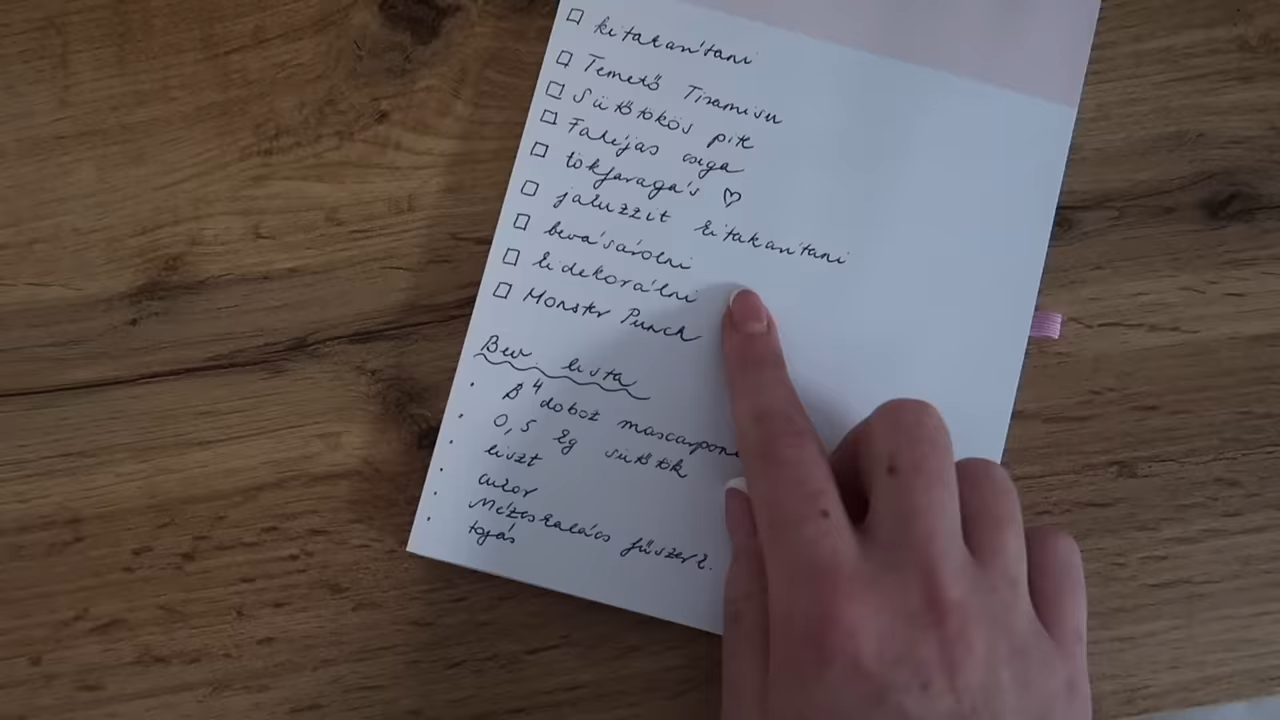 kitakarítani
Temető Tiramisu
Sütőtökös pite
Faléjas csiga
tökfaragás ♡
jaluzzit kitakarítani
bevásárolni
kidekorálni
Monster Punch
Bev. lista
4 doboz mascarpone
0,5 kg sütőtök
liszt
cukor
Mézeskalács fűszerk.
tojás